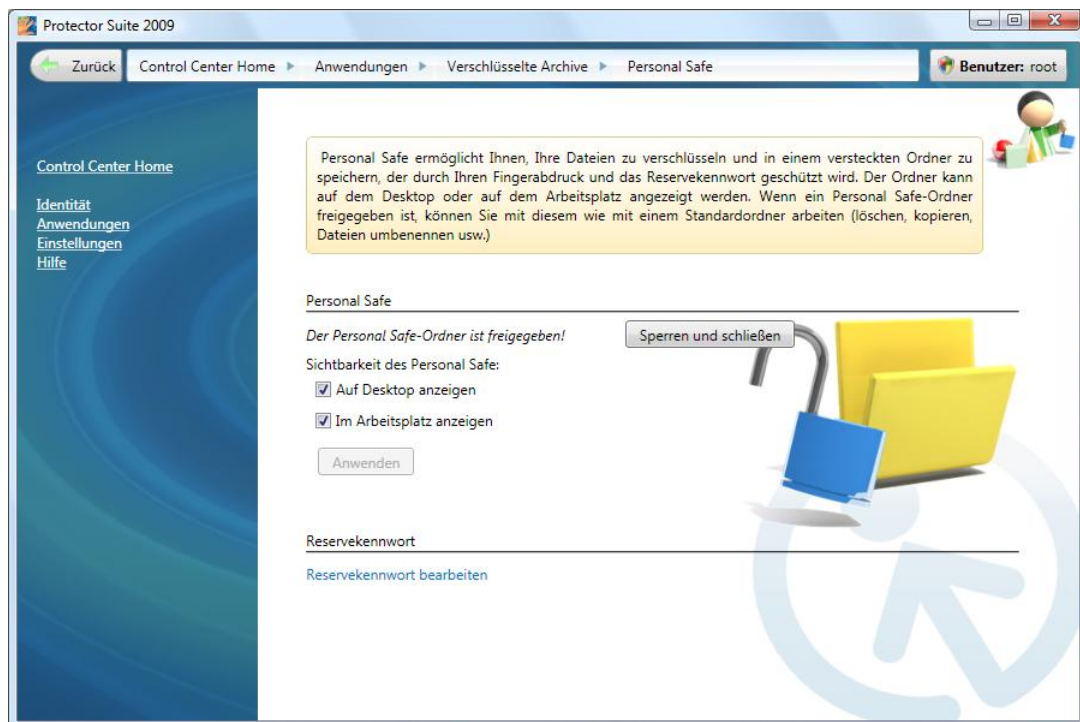 Protector Suite 2009
Zurück
Control Center Home
Anwendungen
Verschlüsselte Archive
Personal Safe
Benutzer: root
Control Center Home
Identität
Anwendungen
Einstellungen
Hilfe
Personal Safe ermöglicht Ihnen, Ihre Dateien zu verschlüsseln und in einem versteckten Ordner zu
speichern, der durch Ihren Fingerabdruck und das Reservekennwort geschützt wird. Der Ordner kann
auf dem Desktop oder auf dem Arbeitsplatz angezeigt werden. Wenn ein Personal Safe-Ordner
freigegeben ist, können Sie mit diesem wie mit einem Standardordner arbeiten (löschen, kopieren,
Dateien umbenennen usw.)
Personal Safe
Der Personal Safe-Ordner ist freigegeben!
Sperren und schließen
Sichtbarkeit des Personal Safe:
Auf Desktop anzeigen
Im Arbeitsplatz anzeigen
Anwenden
Reservekennwort
Reservekennwort bearbeiten